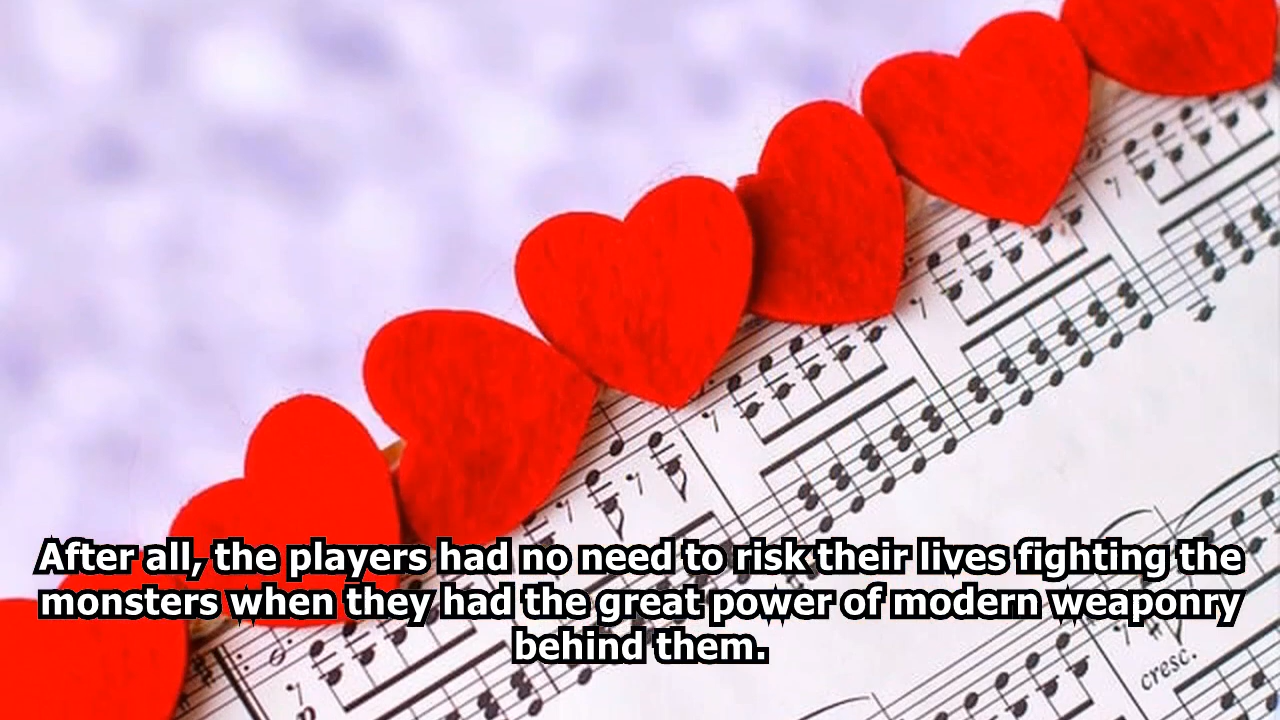 After all, the players had no need to risk their lives fighting the
monsters when they had the great power of modern weaponry
behind them.
cresc.
p